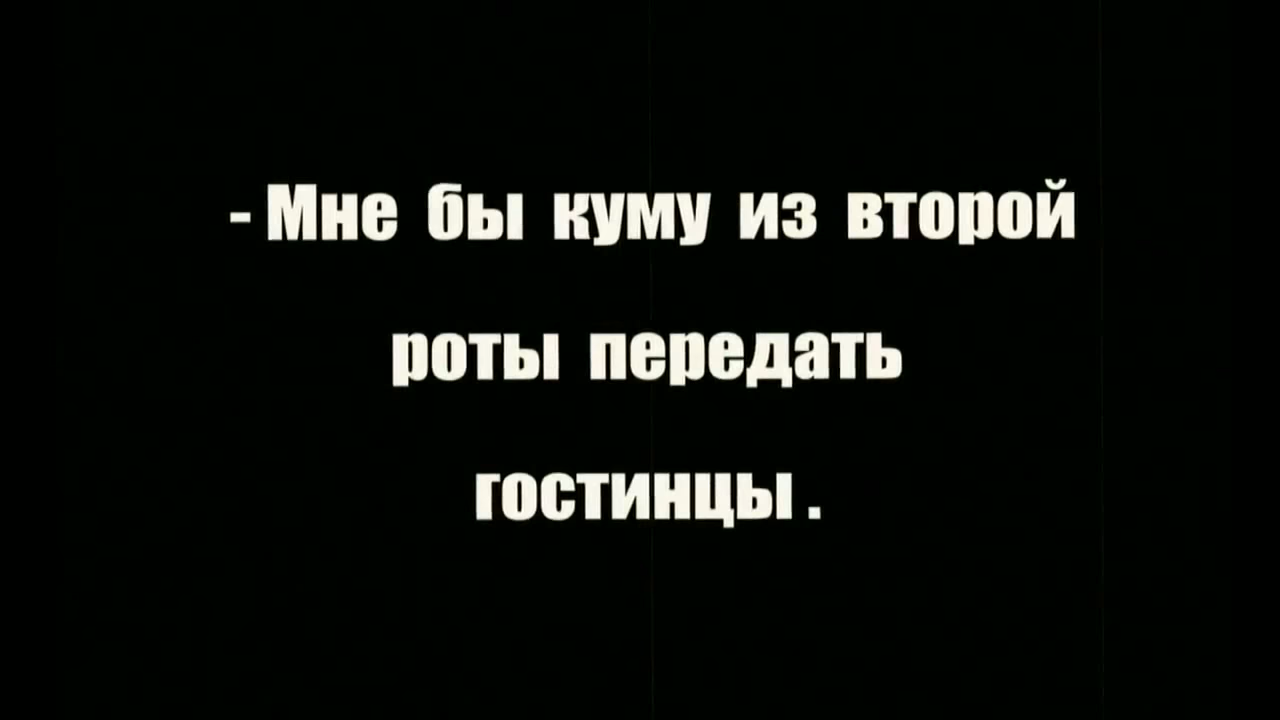 - Мне бы куму из второй
роты передать
гостинцы .